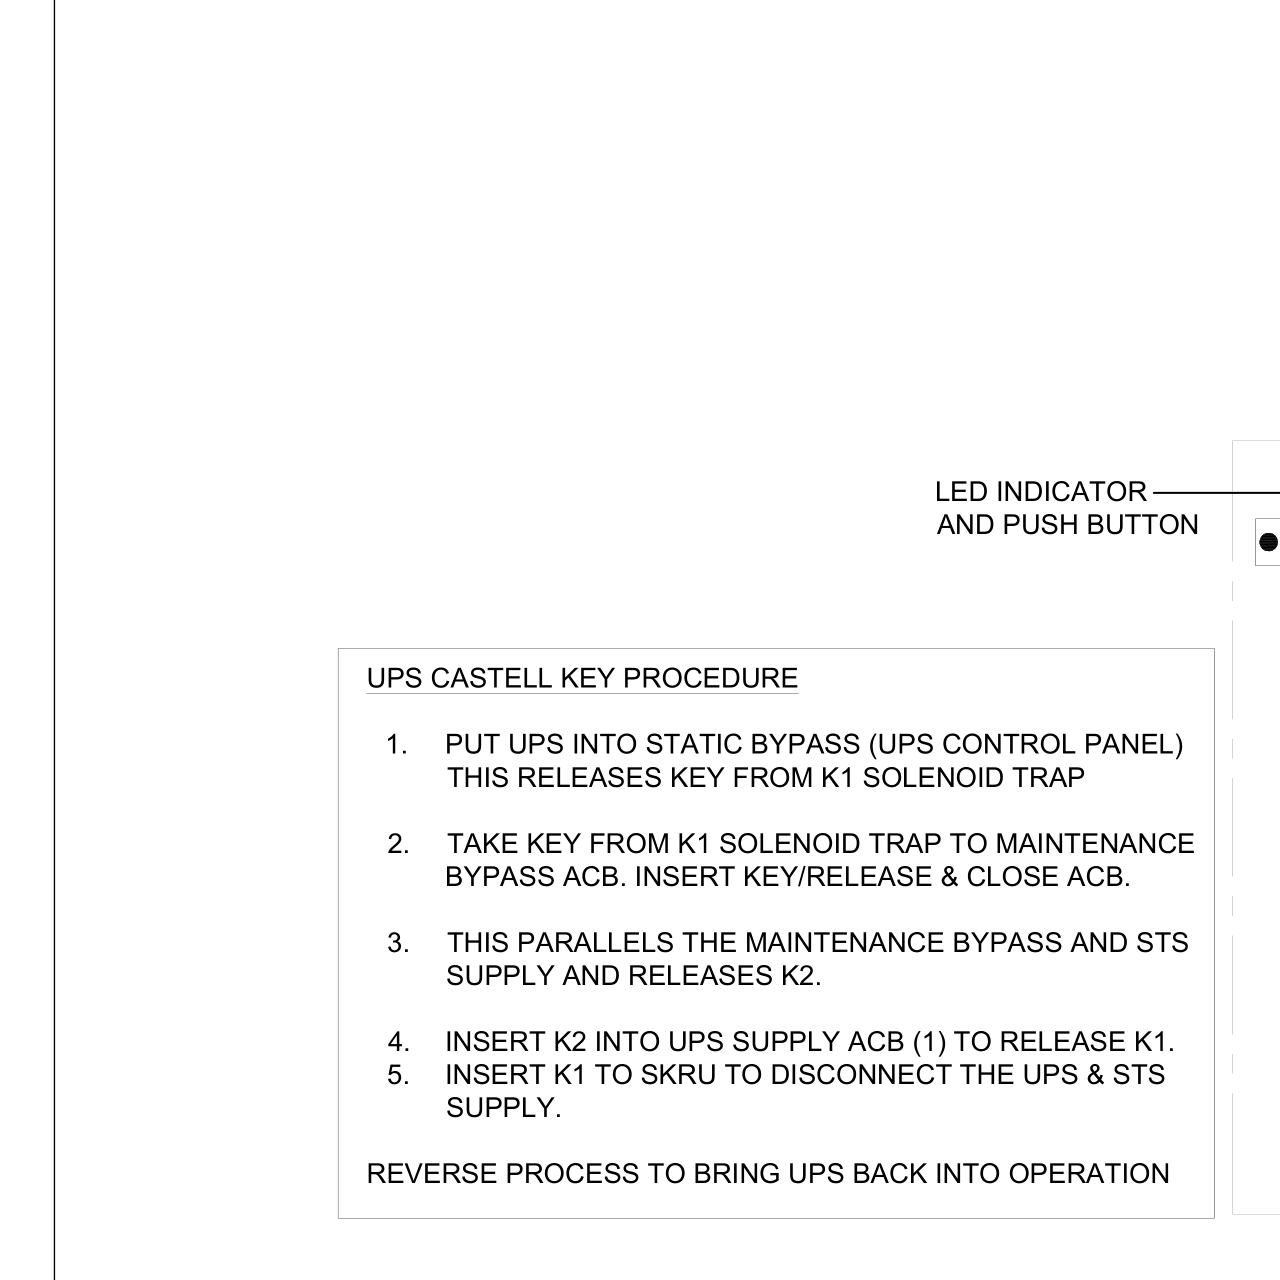 LED INDICATOR
AND PUSH BUTTON
UPS CASTELL KEY PROCEDURE
1. PUT UPS INTO STATIC BYPASS (UPS CONTROL PANEL)
THIS RELEASES KEY FROM K1 SOLENOID TRAP
2. TAKE KEY FROM K1 SOLENOID TRAP TO MAINTENANCE
BYPASS ACB. INSERT KEY/RELEASE & CLOSE ACB.
3. THIS PARALLELS THE MAINTENANCE BYPASS AND STS
SUPPLY AND RELEASES K2.
4. INSERT K2 INTO UPS SUPPLY ACB (1) TO RELEASE K1.
5. INSERT K1 TO SKRU TO DISCONNECT THE UPS & STS
SUPPLY.
REVERSE PROCESS TO BRING UPS BACK INTO OPERATION